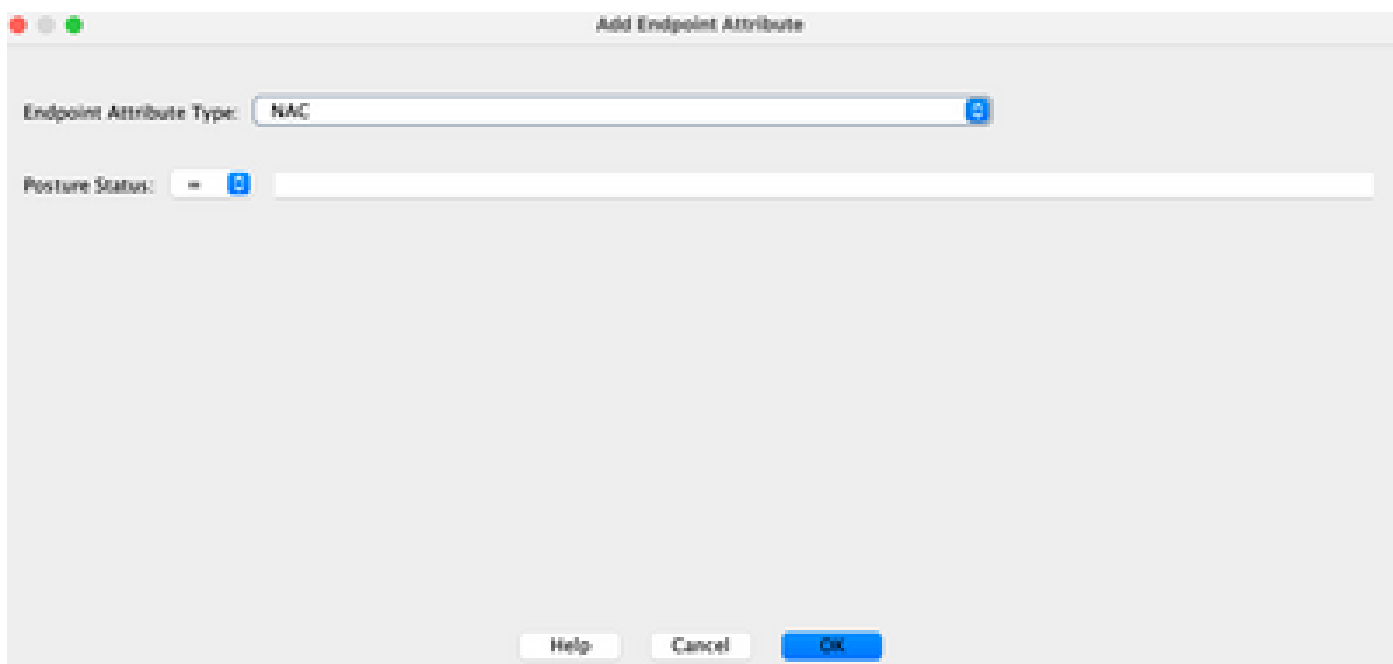 Add Endpoint Attribute
Endpoint Attribute Type: NAC
Posture Status: =
Help Cancel OK